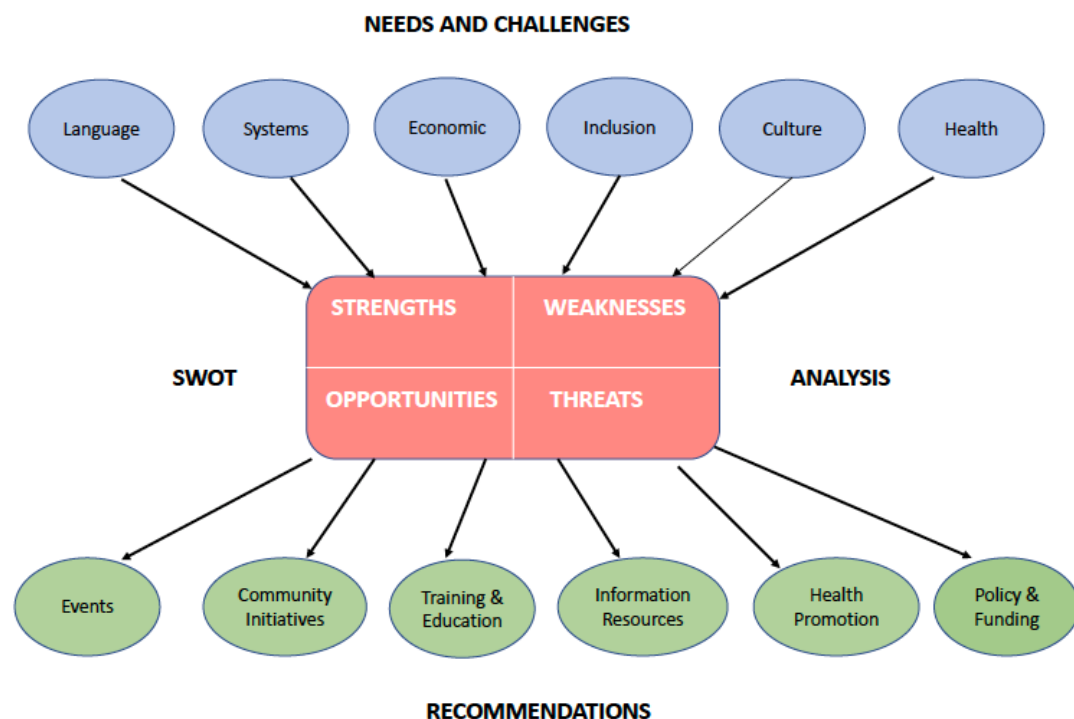 NEEDS AND CHALLENGES
Language
Systems
Economic
Inclusion
Culture
Health
STRENGTHS
WEAKNESSES
SWOT
ANALYSIS
OPPORTUNITIES
THREATS
Events
Community
Initiatives
Training &
Education
Information
Resources
Health
Promotion
Policy &
Funding
RECOMMENDATIONS